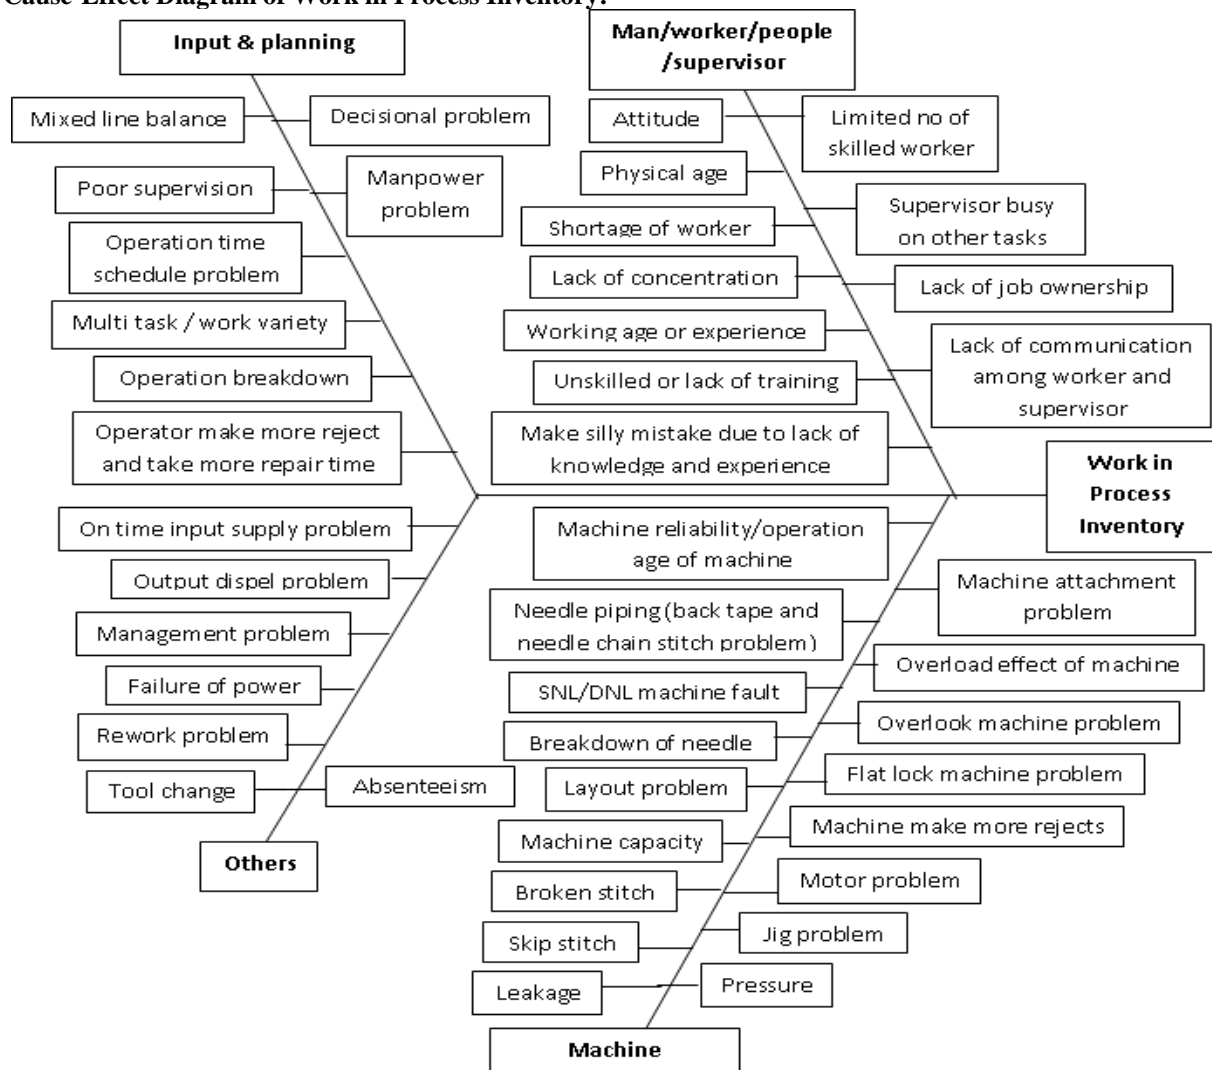 Cause-Effect Diagram of Work in Process Inventory:
Input & planning
Man/worker/people
/supervisor
Mixed line balance
Decisional problem
Poor supervision
Manpower
problem
Operation time
schedule problem
Multi task / work variety
Operation breakdown
Operator make more reject
and take more repair time
Attitude
Limited no of
skilled worker
Physical age
Shortage of worker
Supervisor busy
on other tasks
Lack of concentration
Lack of job ownership
Working age or experience
Lack of communication
among worker and
supervisor
Unskilled or lack of training
Make silly mistake due to lack of
knowledge and experience
Work in
Process
Inventory
On time input supply problem
Output dispel problem
Management problem
Failure of power
Rework problem
Tool change
Absenteeism
Others
Machine reliability/operation
age of machine
Machine attachment
problem
Needle piping (back tape and
needle chain stitch problem)
Overload effect of machine
SNL/DNL machine fault
Overlook machine problem
Breakdown of needle
Flat lock machine problem
Layout problem
Machine make more rejects
Machine capacity
Motor problem
Broken stitch
Jig problem
Skip stitch
Pressure
Leakage
Machine